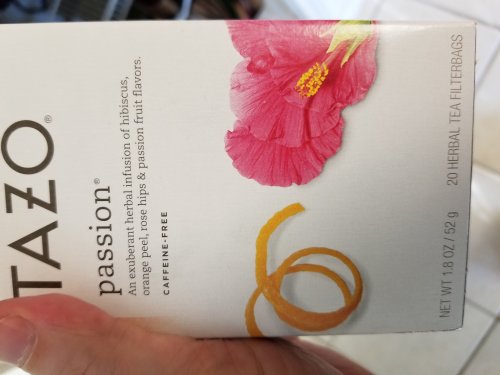 TAZO®
passion®
An exuberant herbal infusion of hibiscus,
orange peel, rose hips & passion fruit flavors.
CAFFEINE-FREE
NET WT 1.8 OZ / 52 g
20 HERBAL TEA FILTERBAGS